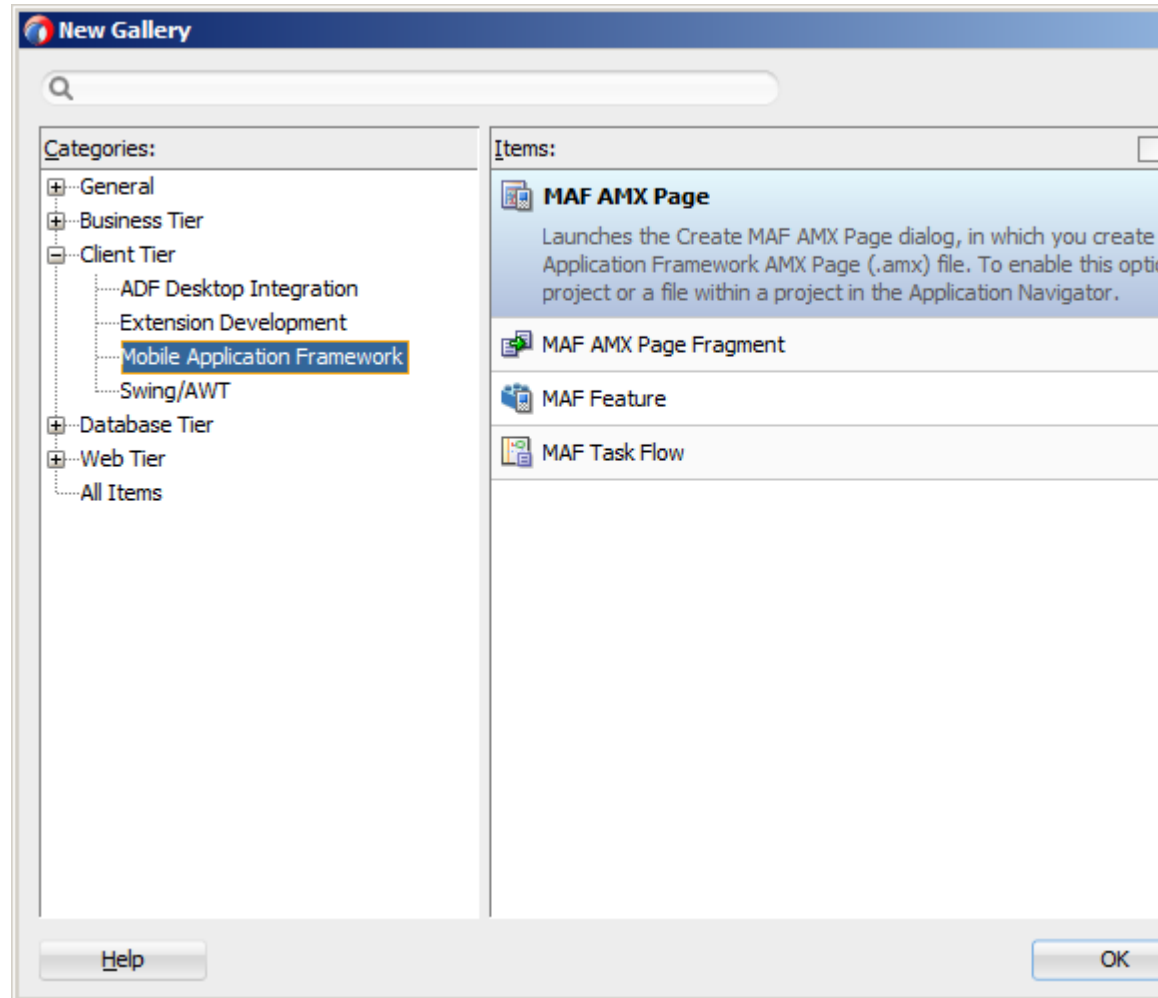 New Gallery
Categories:
General
Business Tier
Client Tier
ADF Desktop Integration
Extension Development
Mobile Application Framework
Swing/AWT
Database Tier
Web Tier
All Items
Items:
MAF AMX Page
Launches the Create MAF AMX Page dialog, in which you create
Application Framework AMX Page (.amx) file. To enable this
project or a file within a project in the Application Navigator.
MAF AMX Page Fragment
MAF Feature
MAF Task Flow
Help
OK